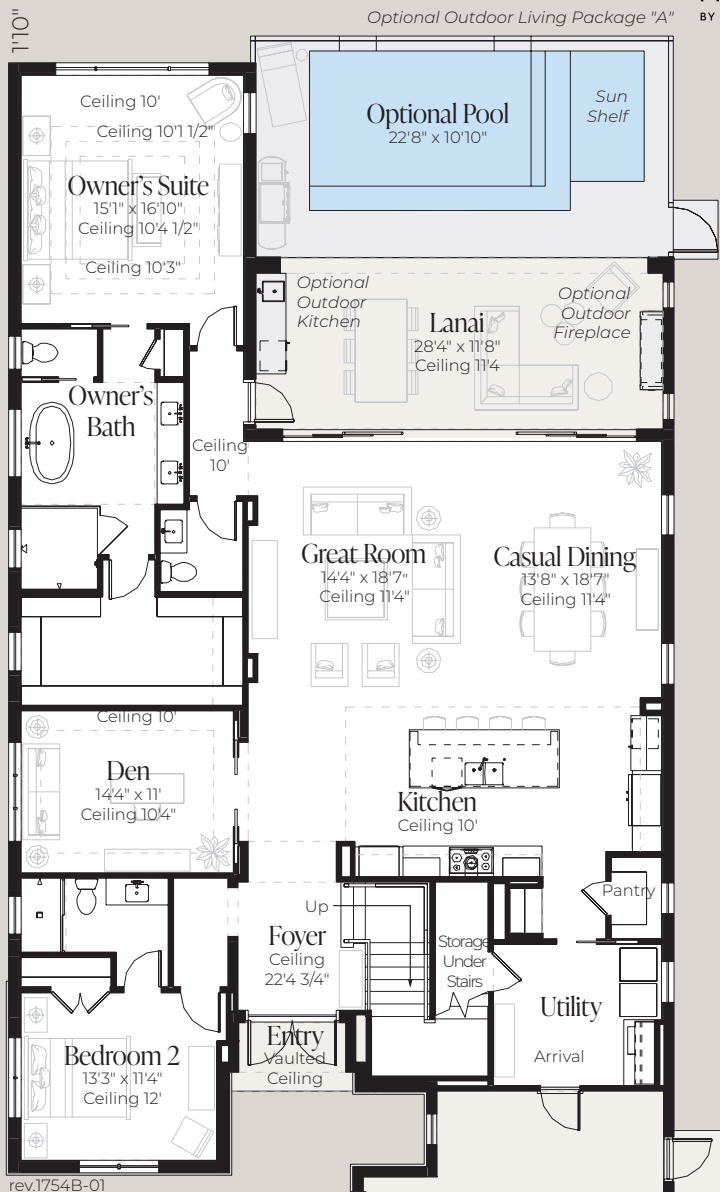 Optional Outdoor Living Package "A"
BY
1'10"
Ceiling 10'
Ceiling 10'1 1/2"
Owner's Suite
15'1" x 16'10"
Ceiling 10'4 1/2"
Ceiling 10'3"
Optional Pool
22'8" x 10'10"
Sun
Shelf
Optional
Outdoor
Kitchen
Lanai
28'4" x 11'8"
Ceiling 11'4
Optional
Outdoor
Fireplace
Owner's
Bath
Ceiling
10'
Great Room
14'4" x 18'7"
Ceiling 11'4"
Casual Dining
13'8" x 18'7"
Ceiling 11'4"
Ceiling 10'
Den
14'4" x 11'
Ceiling 10'4"
Kitchen
Ceiling 10'
Pantry
Up
Foyer
Ceiling
22'4 3/4"
Storage
Under
Stairs
Utility
Arrival
Entry
Vaulted
Ceiling
Bedroom 2
13'3" x 11'4"
Ceiling 12'
rev.1754B-01